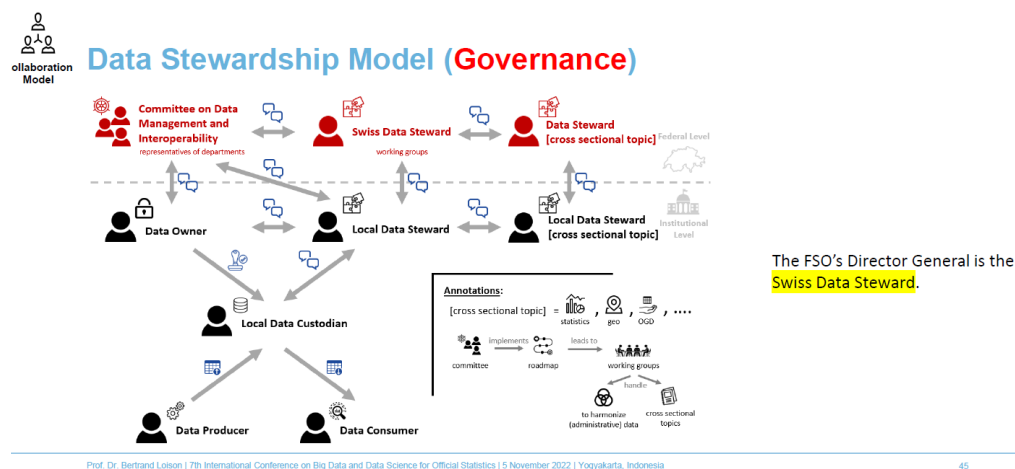 ollaboration
Model
Data Stewardship Model (Governance)
Committee on Data
Management and
Interoperability
representatives of departments
Swiss Data Steward
working groups
Data Steward
[cross sectional topic]
Federal Level
Data Owner
Local Data Steward
Local Data Steward
[cross sectional topic]
Institutional
Level
The FSO’s Director General is the
Swiss Data Steward.
Local Data Custodian
Annotations:
[cross sectional topic] = , , , ....
statistics
geo
OGD
implements
leads to
committee
roadmap
working groups
handle
to harmonize
(administrative) data
cross sectional
topics
Data Producer
Data Consumer
Prof. Dr. Bertrand Loison | 7th International Conference on Big Data and Data Science for Official Statistics | 5 November 2022 | Yogyakarta, Indonesia
45